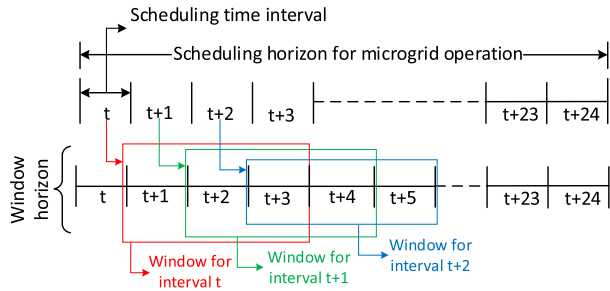 Scheduling time interval
Scheduling horizon for microgrid operation
t t+1 t+2 t+3 t+23 t+24
Window
horizon
t t+1 t+2 t+3 t+4 t+5 t+23 t+24
Window for
interval t
Window for
interval t+1
Window for
interval t+2